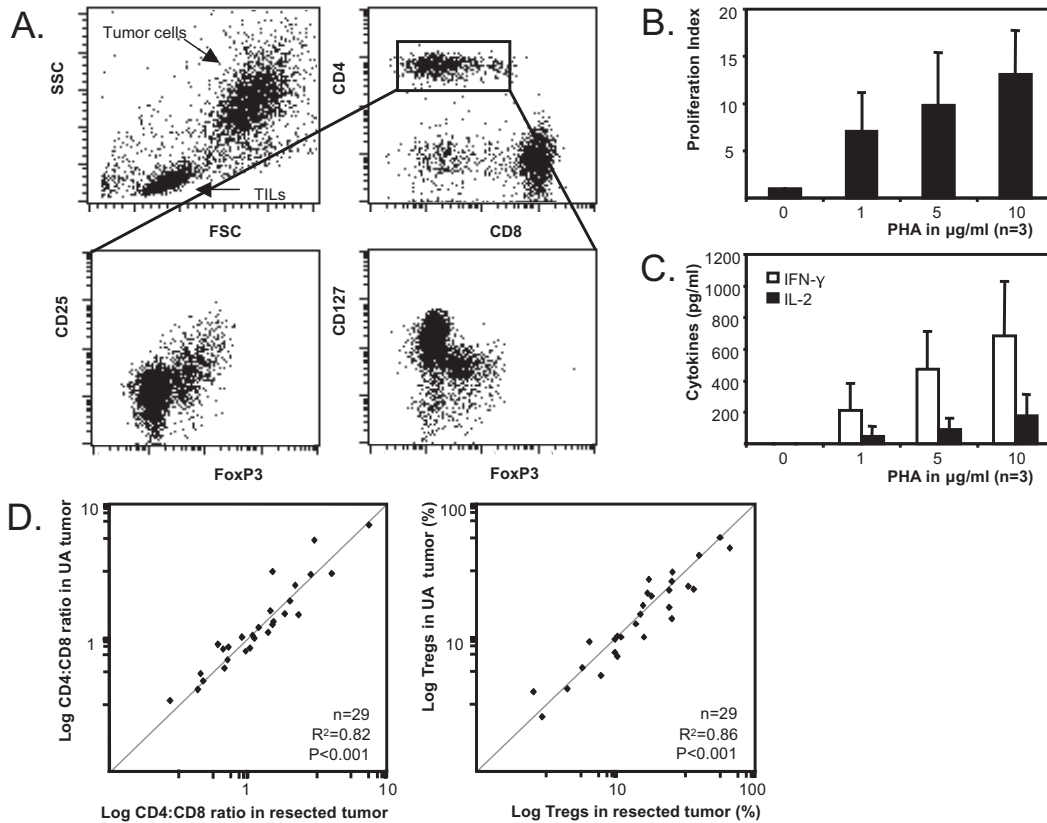 A.
Tumor cells
SSC
TILs
FSC
CD4
CD8
CD25
FoxP3
CD127
FoxP3
B.
Proliferation Index
20
15
10
5
0 1 5 10
PHA in µg/ml (n=3)
C.
Cytokines (pg/ml)
1200
1000
800
600
400
200
IFN-γ
IL-2
0 1 5 10
PHA in µg/ml (n=3)
D.
Log CD4:CD8 ratio in UA tumor
10
1
n=29
R²=0.82
P<0.001
1 10
Log CD4:CD8 ratio in resected tumor
Log Tregs in UA tumor (%)
100
10
n=29
R²=0.86
P<0.001
10 100
Log Tregs in resected tumor (%)